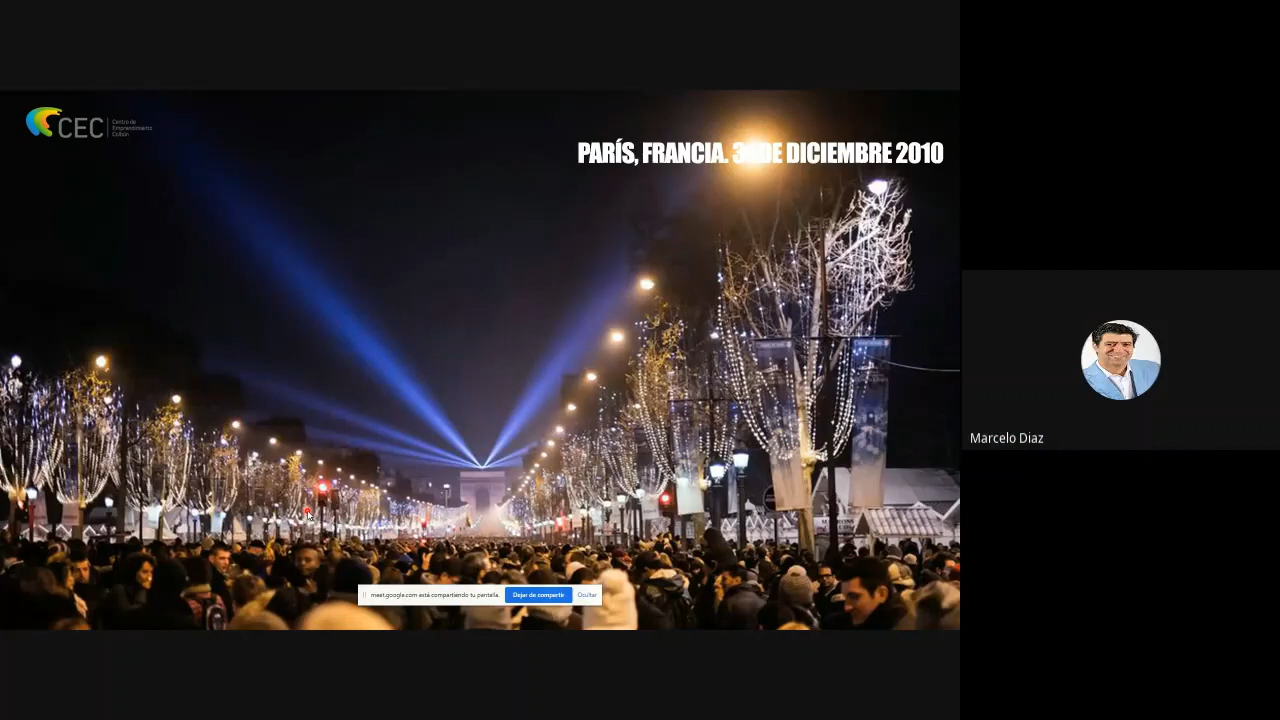 CEC
Centro de
Emprendimiento
Colbún
PARÍS, FRANCIA. 31 DE DICIEMBRE 2010
Marcelo Diaz
meet.google.com está compartiendo tu pantalla.
Dejar de compartir
Ocultar